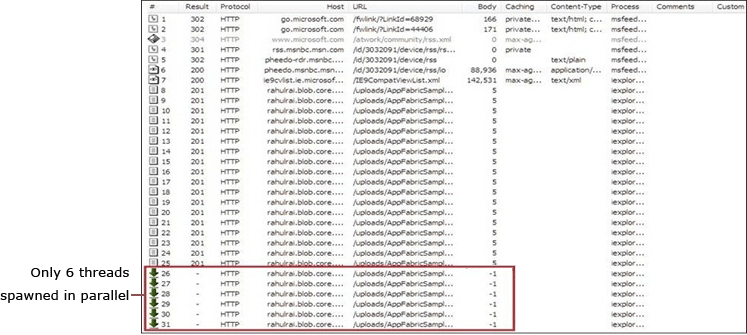 # Result Protocol Host URL Body Caching Content-Type Process Comments Custom
1 302 HTTP go.microsoft.com /fwlink/?LinkId=68929 166 private... text/html; c... msfeed...
2 302 HTTP go.microsoft.com /fwlink/?LinkId=44406 171 private... text/html; c... msfeed...
3 304 HTTP www.microsoft.com /atwork/community/rss.xml 0 max-ag... msfeed...
4 301 HTTP rss.msnbc.msn.com /id/3032091/device/rss/rs... 0 private msfeed...
5 302 HTTP pheedo-rdr.msnbc... /id/3032091/device/rss 0 text/plain msfeed...
6 200 HTTP pheedo.msnbc.msn... /id/3032091/device/rss/io 88,936 max-ag... application/... msfeed...
7 200 HTTP ie9cvlist.ie.microsof... /IE9CompatViewList.xml 142,531 max-ag... text/xml iexplor...
8 201 HTTP rahulrai.blob.core.... /uploads/AppFabricSampl... 5 iexplor...
9 201 HTTP rahulrai.blob.core.... /uploads/AppFabricSampl... 5 iexplor...
10 201 HTTP rahulrai.blob.core.... /uploads/AppFabricSampl... 5 iexplor...
11 201 HTTP rahulrai.blob.core.... /uploads/AppFabricSampl... 5 iexplor...
12 201 HTTP rahulrai.blob.core.... /uploads/AppFabricSampl... 5 iexplor...
13 201 HTTP rahulrai.blob.core.... /uploads/AppFabricSampl... 5 iexplor...
14 201 HTTP rahulrai.blob.core.... /uploads/AppFabricSampl... 5 iexplor...
15 201 HTTP rahulrai.blob.core.... /uploads/AppFabricSampl... 5 iexplor...
16 201 HTTP rahulrai.blob.core.... /uploads/AppFabricSampl... 5 iexplor...
17 201 HTTP rahulrai.blob.core.... /uploads/AppFabricSampl... 5 iexplor...
18 201 HTTP rahulrai.blob.core.... /uploads/AppFabricSampl... 5 iexplor...
19 201 HTTP rahulrai.blob.core.... /uploads/AppFabricSampl... 5 iexplor...
20 201 HTTP rahulrai.blob.core.... /uploads/AppFabricSampl... 5 iexplor...
21 201 HTTP rahulrai.blob.core.... /uploads/AppFabricSampl... 5 iexplor...
22 201 HTTP rahulrai.blob.core.... /uploads/AppFabricSampl... 5 iexplor...
23 201 HTTP rahulrai.blob.core.... /uploads/AppFabricSampl... 5 iexplor...
24 201 HTTP rahulrai.blob.core.... /uploads/AppFabricSampl... 5 iexplor...
25 201 HTTP rahulrai.blob.core.... /uploads/AppFabricSampl... 5 iexplor...
26 - HTTP rahulrai.blob.core.... /uploads/AppFabricSampl... -1 iexplor...
27 - HTTP rahulrai.blob.core.... /uploads/AppFabricSampl... -1 iexplor...
28 - HTTP rahulrai.blob.core.... /uploads/AppFabricSampl... -1 iexplor...
29 - HTTP rahulrai.blob.core.... /uploads/AppFabricSampl... -1 iexplor...
30 - HTTP rahulrai.blob.core.... /uploads/AppFabricSampl... -1 iexplor...
31 - HTTP rahulrai.blob.core.... /uploads/AppFabricSampl... -1 iexplor...
Only 6 threads
spawned in parallel